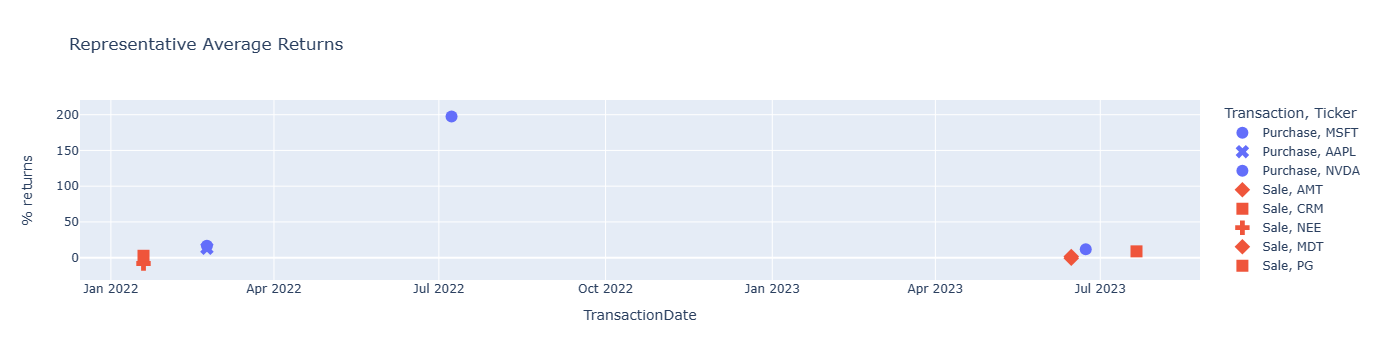 Representative Average Returns
% returns
200
150
100
50
0
Jan 2022
Apr 2022
Jul 2022
Oct 2022
Jan 2023
Apr 2023
Jul 2023
TransactionDate
Transaction, Ticker
Purchase, MSFT
Purchase, AAPL
Purchase, NVDA
Sale, AMT
Sale, CRM
Sale, NEE
Sale, MDT
Sale, PG